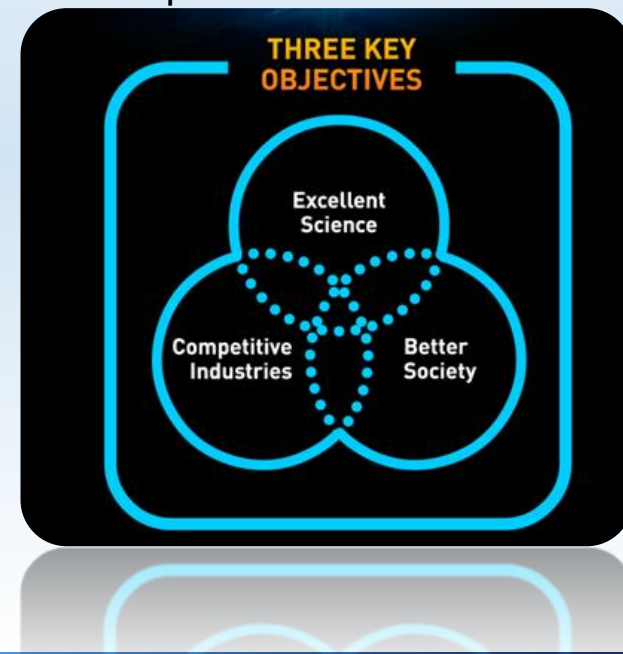 THREE KEY
OBJECTIVES
Excellent
Science
Competitive
Industries
Better
Society